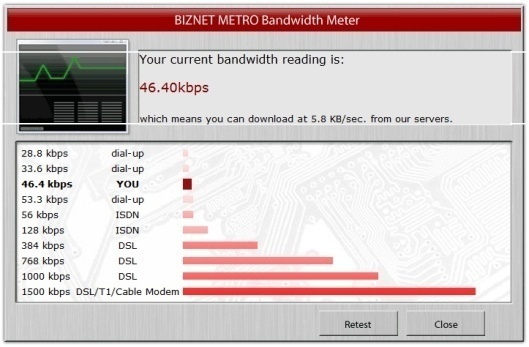 BIZNET METRO Bandwidth Meter
Your current bandwidth reading is:
46.40kbps
which means you can download at 5.8 KB/sec. from our servers.
28.8 kbps dial-up
33.6 kbps dial-up
46.4 kbps YOU
53.3 kbps dial-up
56 kbps ISDN
128 kbps ISDN
384 kbps DSL
768 kbps DSL
1000 kbps DSL
1500 kbps DSL/T1/Cable Modem
Retest Close